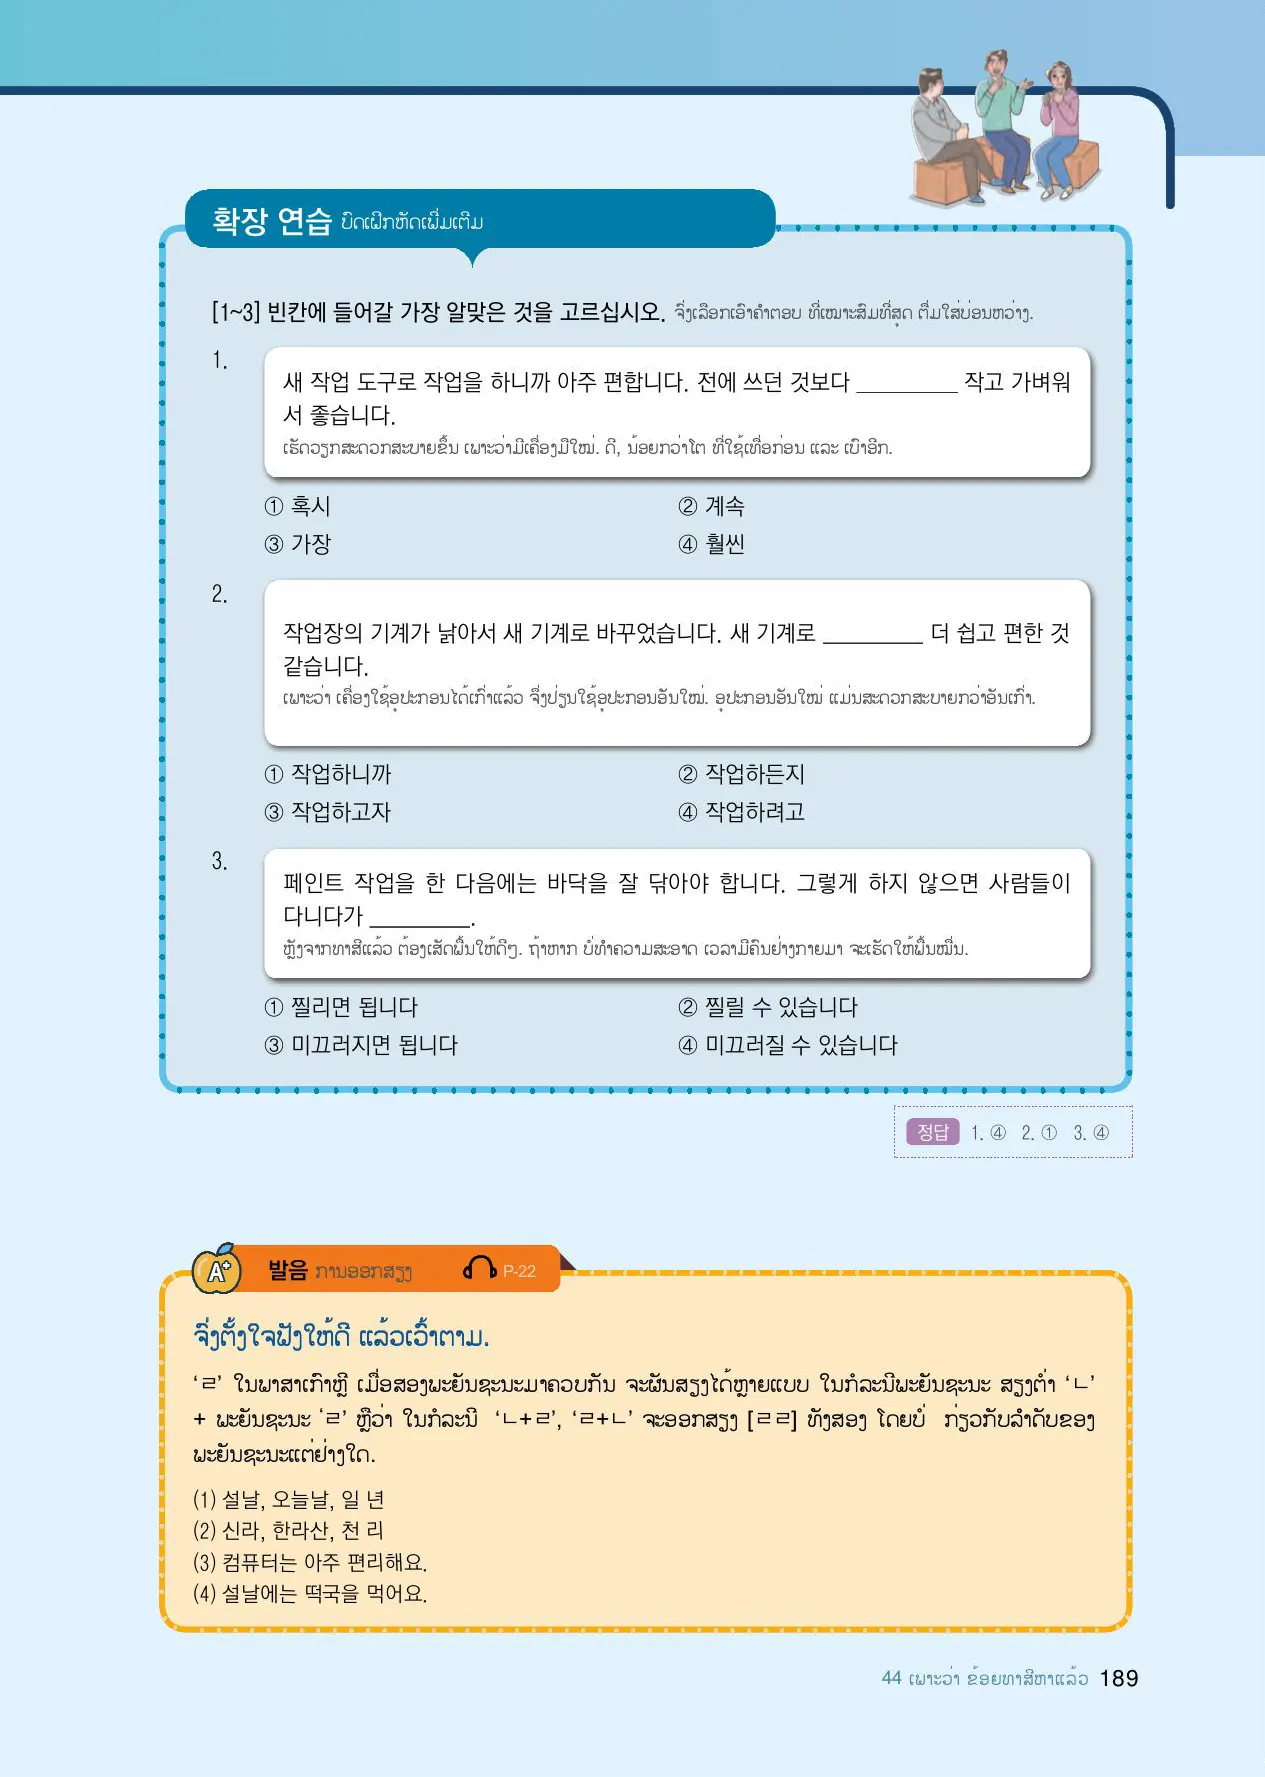 확장 연습 ບົດເຝິກຫັດເພີ່ມເຕີມ
[1~3] 빈칸에 들어갈 가장 알맞은 것을 고르십시오. ຈົ່ງເລືອກເອົາຄຳຕອບ ທີ່ເໝາະສົມທີ່ສຸດ ຕື່ມໃສ່ບ່ອນຫວ່າງ.
1.
새 작업 도구로 작업을 하니까 아주 편합니다. 전에 쓰던 것보다 _________ 작고 가벼워
서 좋습니다.
ເຮັດວຽກສະດວກສະບາຍຂຶ້ນ ເພາະວ່າມີເຄື່ອງມືໃໝ່. ດີ, ນ້ອຍກວ່າໂຕ ທີ່ໃຊ້ເທື່ອກ່ອນ ແລະ ເບົາອີກ.
① 혹시 ② 계속
③ 가장 ④ 훨씬
2.
작업장의 기계가 낡아서 새 기계로 바꾸었습니다. 새 기계로 _________ 더 쉽고 편한 것
같습니다.
ເພາະວ່າ ເຄື່ອງໃຊ້ອຸປະກອນໄດ້ເກົ່າແລ້ວ ຈຶ່ງປ່ຽນໃຊ້ອຸປະກອນອັນໃໝ່. ອຸປະກອນອັນໃໝ່ ແມ່ນສະດວກສະບາຍກວ່າອັນເກົ່າ.
① 작업하니까 ② 작업하든지
③ 작업하고자 ④ 작업하려고
3.
페인트 작업을 한 다음에는 바닥을 잘 닦아야 합니다. 그렇게 하지 않으면 사람들이
다니다가 _________.
ຫຼັງຈາກທາສີແລ້ວ ຕ້ອງເສັດພື້ນໃຫ້ດີໆ. ຖ້າຫາກ ບໍ່ທຳຄວາມສະອາດ ເວລາມີຄົນຢ່າງກາຍມາ ຈະເຮັດໃຫ້ພື້ນໝື່ນ.
① 찔리면 됩니다 ② 찔릴 수 있습니다
③ 미끄러지면 됩니다 ④ 미끄러질 수 있습니다
정답 1. ④ 2. ① 3. ④
A+ 발음 ການອອກສຽງ P-22
ຈົ່ງຕັ້ງໃຈຟັງໃຫ້ດີ ແລ້ວເວົ້າຕາມ.
‘ㄹ’ ໃນພາສາເກົາຫຼີ ເມື່ອສອງພະຍັນຊະນະມາຄວບກັນ ຈະຜັນສຽງໄດ້ຫຼາຍແບບ ໃນກໍລະນີພະຍັນຊະນະ ສຽງຕ່ຳ ‘ㄴ’
+ ພະຍັນຊະນະ ‘ㄹ’ ຫຼືວ່າ ໃນກໍລະນີ ‘ㄴ+ㄹ’, ‘ㄹ+ㄴ’ ຈະອອກສຽງ [ㄹㄹ] ທັງສອງ ໂດຍບໍ່ ກ່ຽວກັບລຳດັບຂອງ
ພະຍັນຊະນະແຕ່ຢ່າງໃດ.
(1) 설날, 오늘날, 일 년
(2) 신라, 한라산, 천 리
(3) 컴퓨터는 아주 편리해요.
(4) 설날에는 떡국을 먹어요.
44 ເພາະວ່າ ຂ້ອຍທາສີຫາແລ້ວ 189